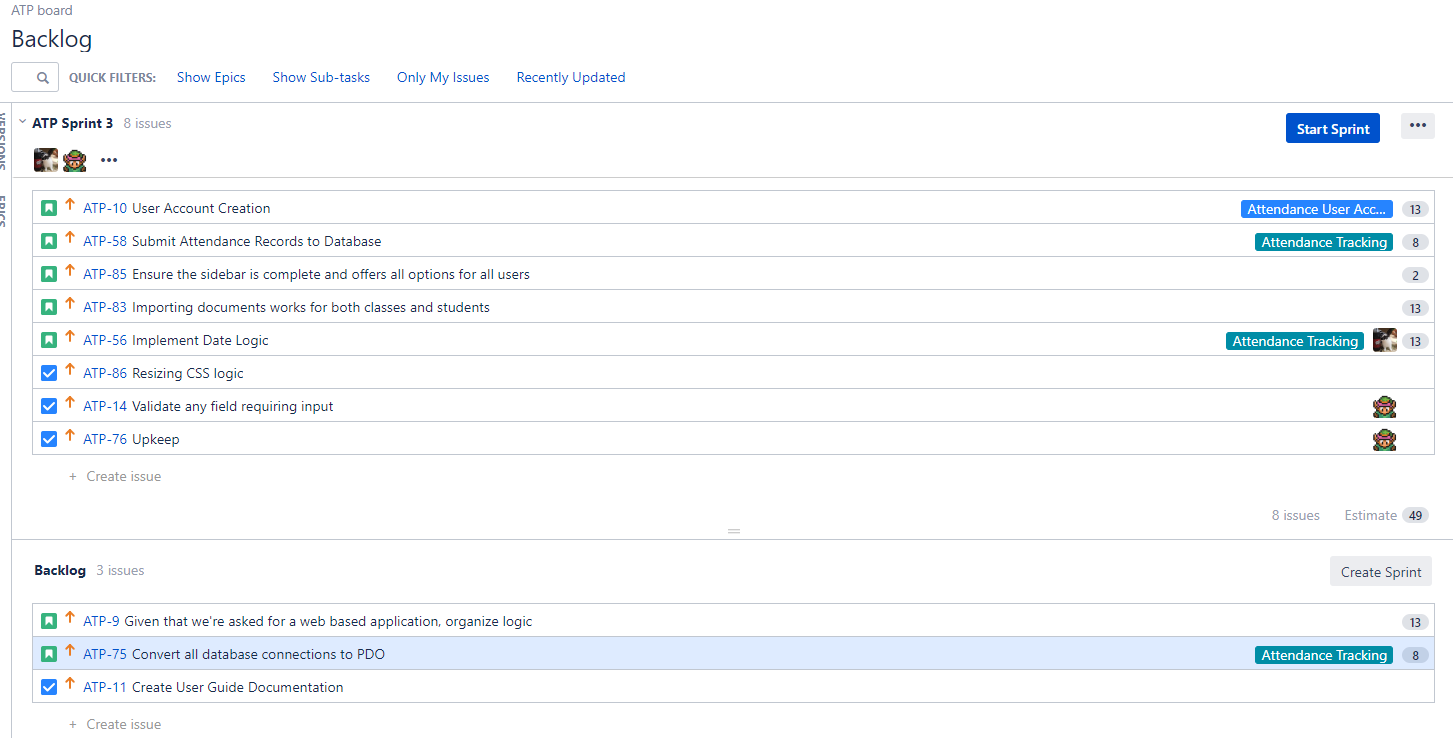 ATP board
Backlog
QUICK FILTERS: Show Epics Show Sub-tasks Only My Issues Recently Updated
VERSIONS
EPICS
ATP Sprint 3 8 issues
Start Sprint
ATP-10 User Account Creation Attendance User Acc... 13
ATP-58 Submit Attendance Records to Database Attendance Tracking 8
ATP-85 Ensure the sidebar is complete and offers all options for all users 2
ATP-83 Importing documents works for both classes and students 13
ATP-56 Implement Date Logic Attendance Tracking 13
ATP-86 Resizing CSS logic
ATP-14 Validate any field requiring input
ATP-76 Upkeep
+ Create issue
8 issues Estimate 49
Backlog 3 issues
Create Sprint
ATP-9 Given that we're asked for a web based application, organize logic 13
ATP-75 Convert all database connections to PDO Attendance Tracking 8
ATP-11 Create User Guide Documentation
+ Create issue